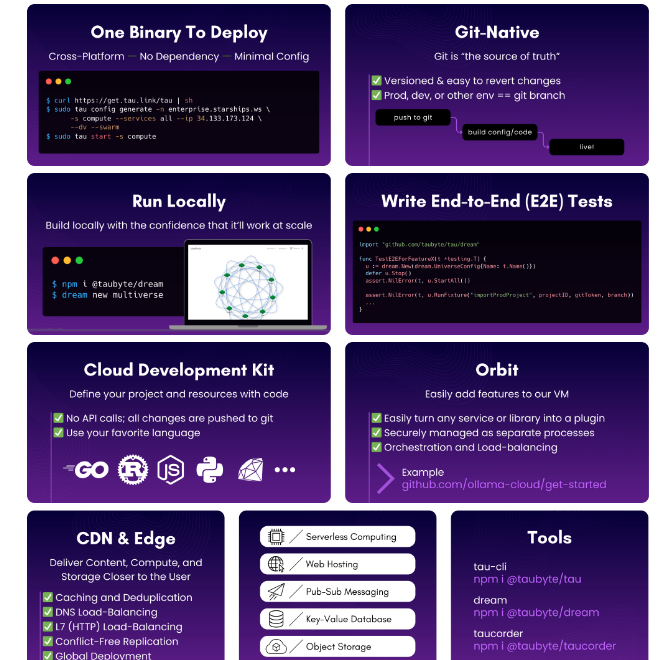 One Binary To Deploy
Cross-Platform — No Dependency — Minimal Config
$ curl https://get.tau.link/tau | sh
$ sudo tau config generate -n enterprise.starships.ws \
-s compute --services all --ip 34.133.173.124 \
--dv --swarm
$ sudo tau start -s compute
Git-Native
Git is “the source of truth”
✅ Versioned & easy to revert changes
✅ Prod, dev, or other env == git branch
push to git
build config/code
live!
Run Locally
Build locally with the confidence that it’ll work at scale
$ npm i @taubyte/dream
$ dream new multiverse
Write End-to-End (E2E) Tests
import "github.com/taubyte/tau/dream"
func TestE2EForFeatureX(t *testing.T) {
u := dream.New(dream.UniverseConfig{Name: t.Name()})
defer u.Stop()
assert.NilError(t, u.StartAll())
assert.NilError(t, u.RunFixture("importProdProject", projectID, gitToken, branch))
...
}
Cloud Development Kit
Define your project and resources with code
✅ No API calls; all changes are pushed to git
✅ Use your favorite language
GO
R
JS
•••
Orbit
Easily add features to our VM
✅ Easily turn any service or library into a plugin
✅ Securely managed as separate processes
✅ Orchestration and Load-balancing
Example
github.com/ollama-cloud/get-started
CDN & Edge
Deliver Content, Compute, and
Storage Closer to the User
✅ Caching and Deduplication
✅ DNS Load-Balancing
✅ L7 (HTTP) Load-Balancing
✅ Conflict-Free Replication
✅ Global Deployment
Serverless Computing
Web Hosting
Pub-Sub Messaging
Key-Value Database
Object Storage
Tools
tau-cli
npm i @taubyte/tau
dream
npm i @taubyte/dream
taucorder
npm i @taubyte/taucorder